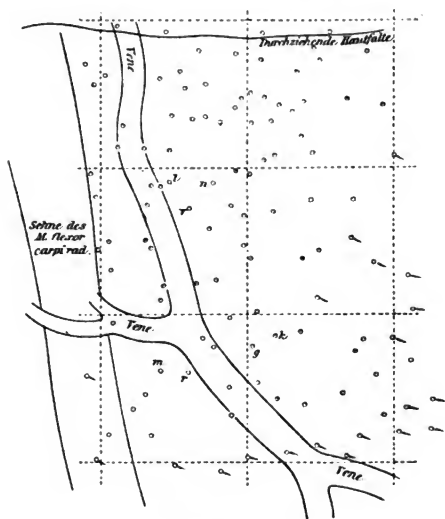 Durchziehende Hautfalte.
Vene
l
n
r
Sehne des
M. flexor
carpi rad.
Vene.
k
g
m
r
Vene